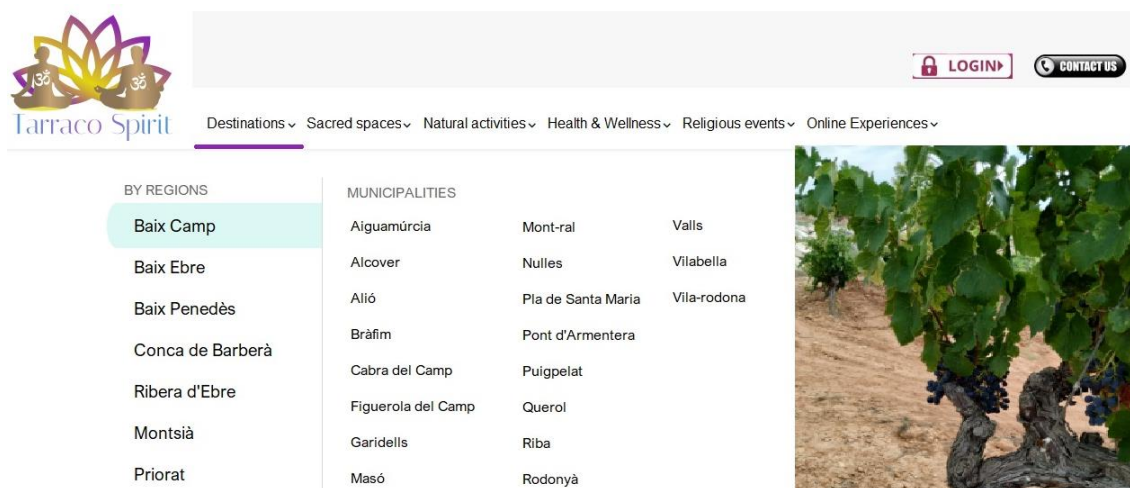 LOGIN
CONTACT US
ॐ ॐ
Tarraco Spirit
Destinations Sacred spaces Natural activities Health & Wellness Religious events Online Experiences
BY REGIONS
Baix Camp
Baix Ebre
Baix Penedès
Conca de Barberà
Ribera d'Ebre
Montsià
Priorat
MUNICIPALITIES
Aiguamúrcia
Alcover
Alió
Bràfim
Cabra del Camp
Figuerola del Camp
Garidells
Masó
Mont-ral
Nulles
Pla de Santa Maria
Pont d'Armentera
Puigpelat
Querol
Riba
Rodonyà
Valls
Vilabella
Vila-rodona